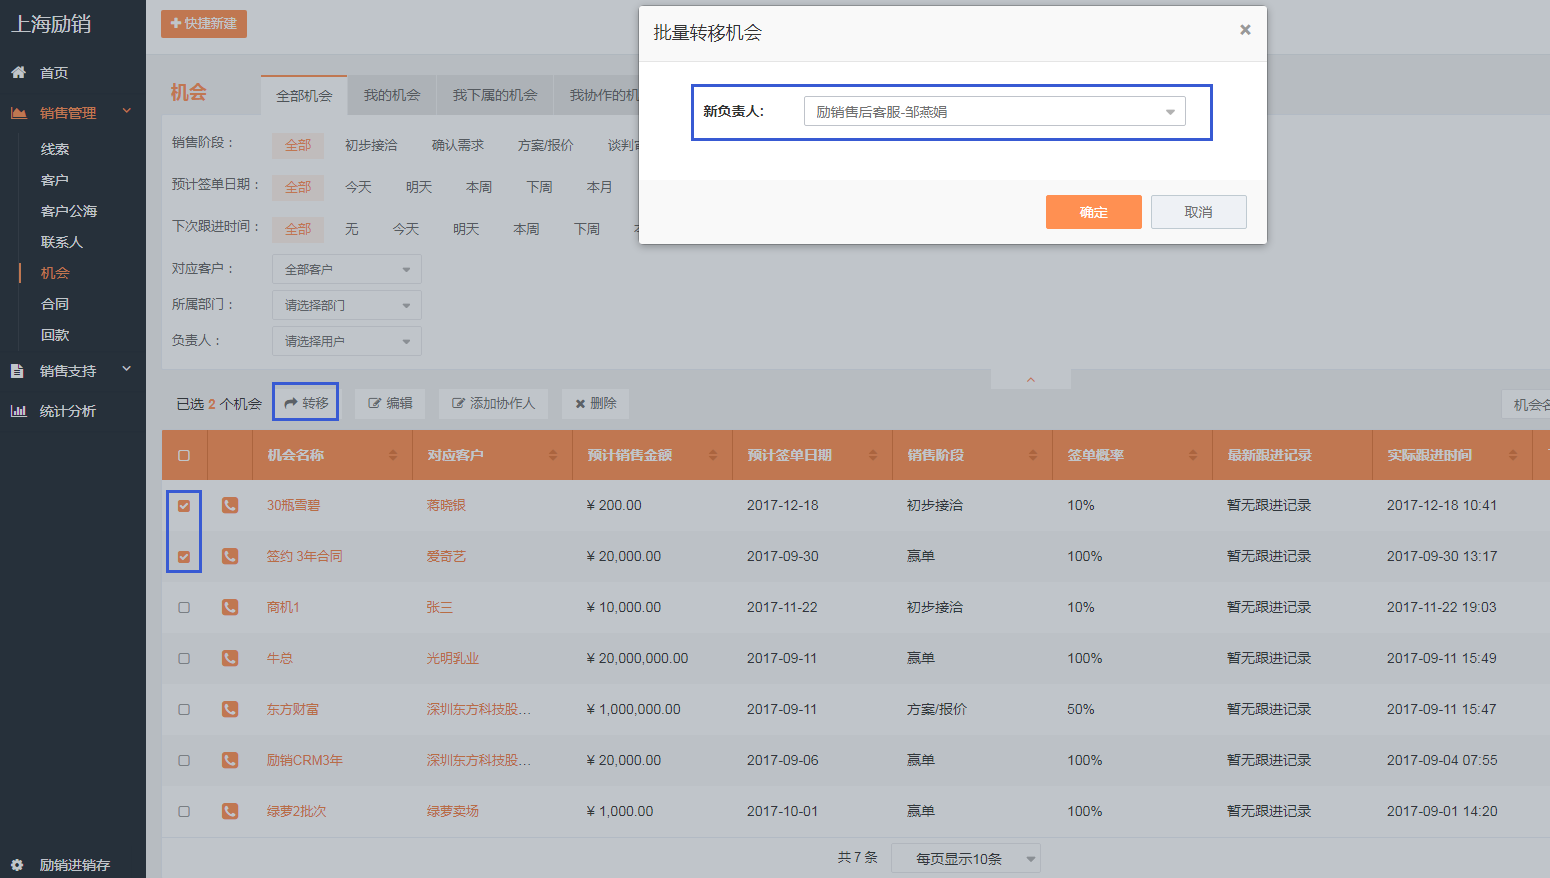 上海励销
快捷新建
首页
销售管理
线索
客户
客户公海
联系人
机会
合同
回款
销售支持
统计分析
励销进销存
批量转移机会
新负责人:
励销售后客服-邹燕娟
确定 取消
机会 全部机会 我的机会 我下属的机会 我协作的机
销售阶段： 全部 初步接洽 确认需求 方案/报价 谈判
预计签单日期： 全部 今天 明天 本周 下周 本月
下次跟进时间： 全部 无 今天 明天 本周 下周
对应客户： 全部客户
所属部门： 请选择部门
负责人： 请选择用户
已选 2 个机会 转移 编辑 添加协作人 删除 机会名
机会名称 对应客户 预计销售金额 预计签单日期 销售阶段 签单概率 最新跟进记录 实际跟进时间
30瓶雪碧 蒋晓银 ¥ 200.00 2017-12-18 初步接洽 10% 暂无跟进记录 2017-12-18 10:41
签约 3年合同 爱奇艺 ¥ 20,000.00 2017-09-30 赢单 100% 暂无跟进记录 2017-09-30 13:17
商机1 张三 ¥ 10,000.00 2017-11-22 初步接洽 10% 暂无跟进记录 2017-11-22 19:03
牛总 光明乳业 ¥ 20,000,000.00 2017-09-11 赢单 100% 暂无跟进记录 2017-09-11 15:49
东方财富 深圳东方科技股... ¥ 1,000,000.00 2017-09-11 方案/报价 50% 暂无跟进记录 2017-09-11 15:47
励销CRM3年 深圳东方科技股... ¥ 20,000.00 2017-09-06 赢单 100% 暂无跟进记录 2017-09-04 07:55
绿萝2批次 绿萝卖场 ¥ 1,000.00 2017-10-01 赢单 100% 暂无跟进记录 2017-09-01 14:20
共 7 条 每页显示10条